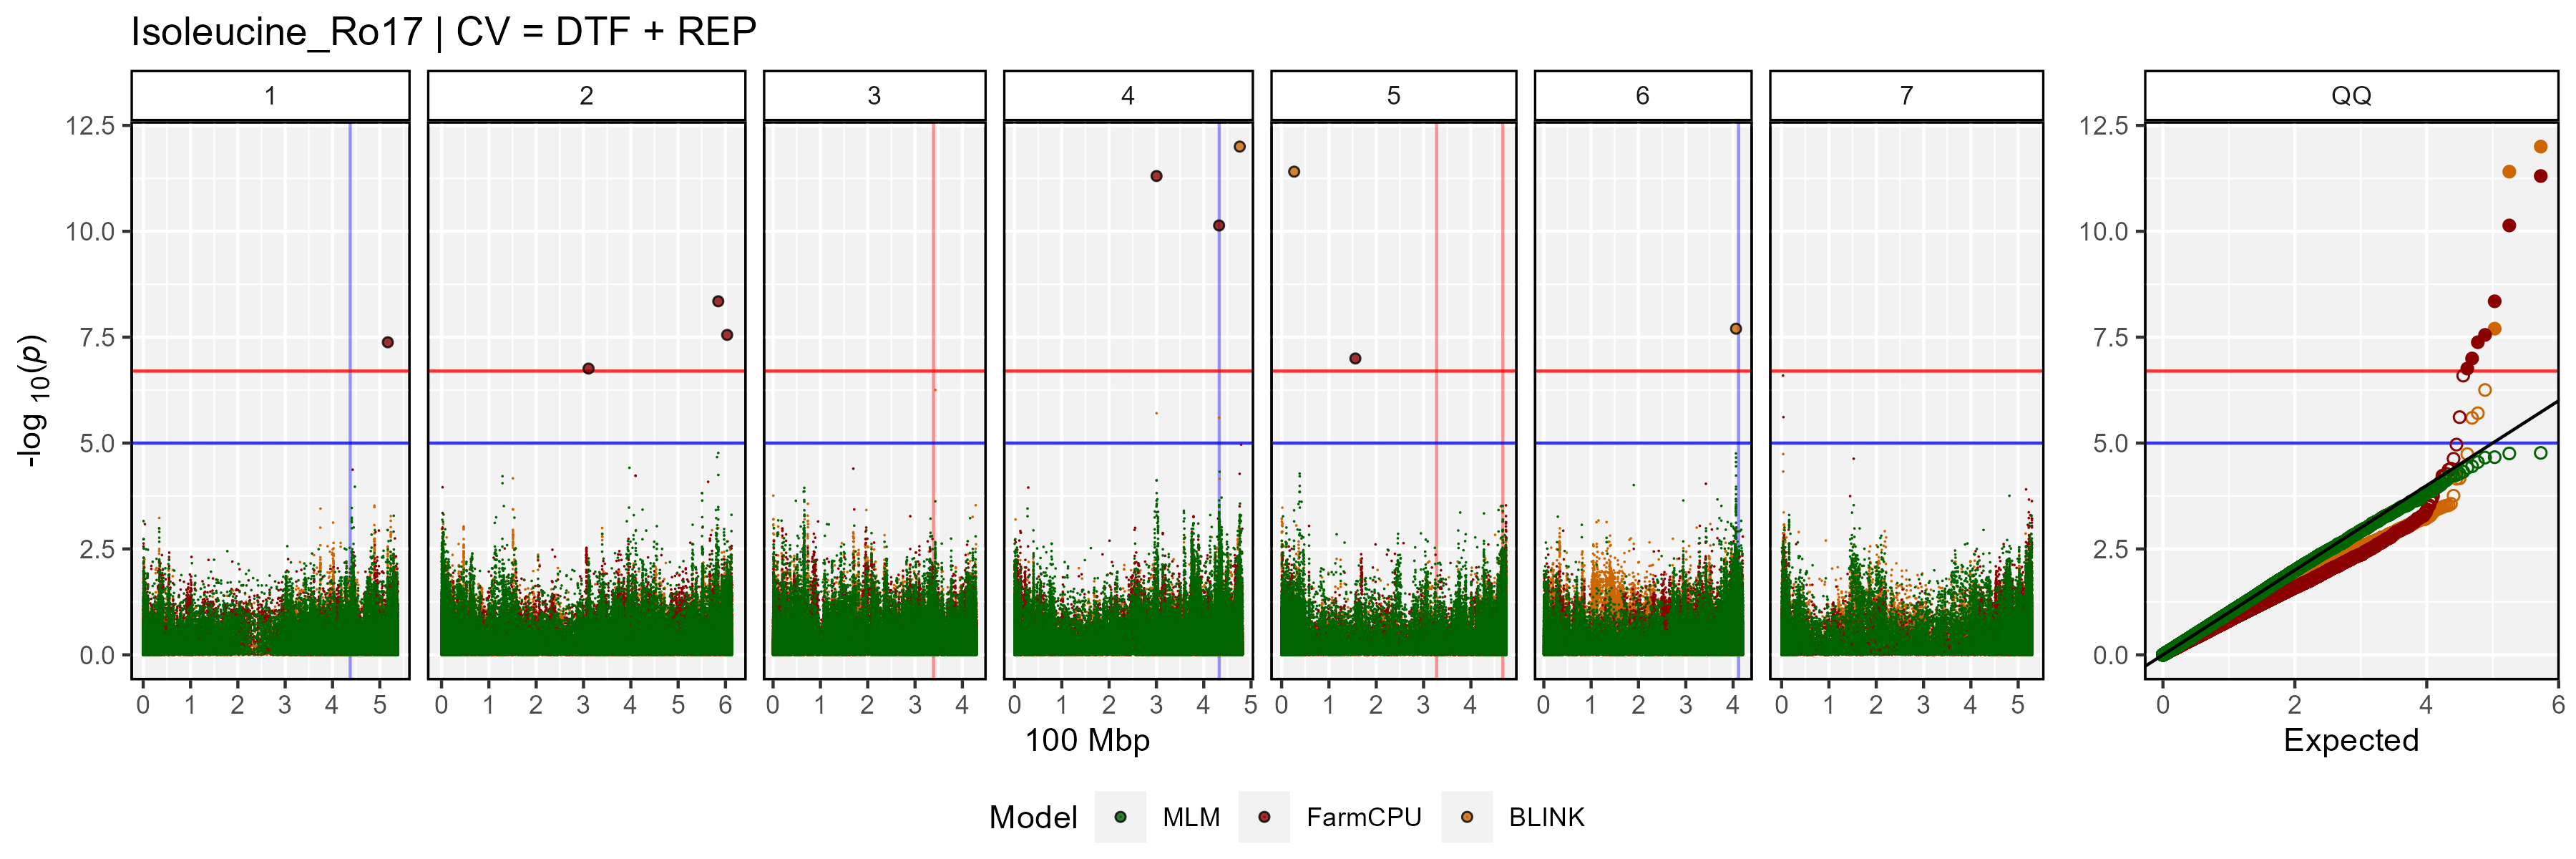 Isoleucine_Ro17 | CV = DTF + REP
1 2 3 4 5 6 7 QQ
12.5 12.5
10.0 10.0
7.5 7.5
5.0 5.0
2.5 2.5
0.0 0.0
-log 10(p)
0 1 2 3 4 5 0 1 2 3 4 5 6 0 1 2 3 4 0 1 2 3 4 5 0 1 2 3 4 0 1 2 3 4 0 1 2 3 4 5 0 2 4 6
100 Mbp Expected
Model MLM FarmCPU BLINK